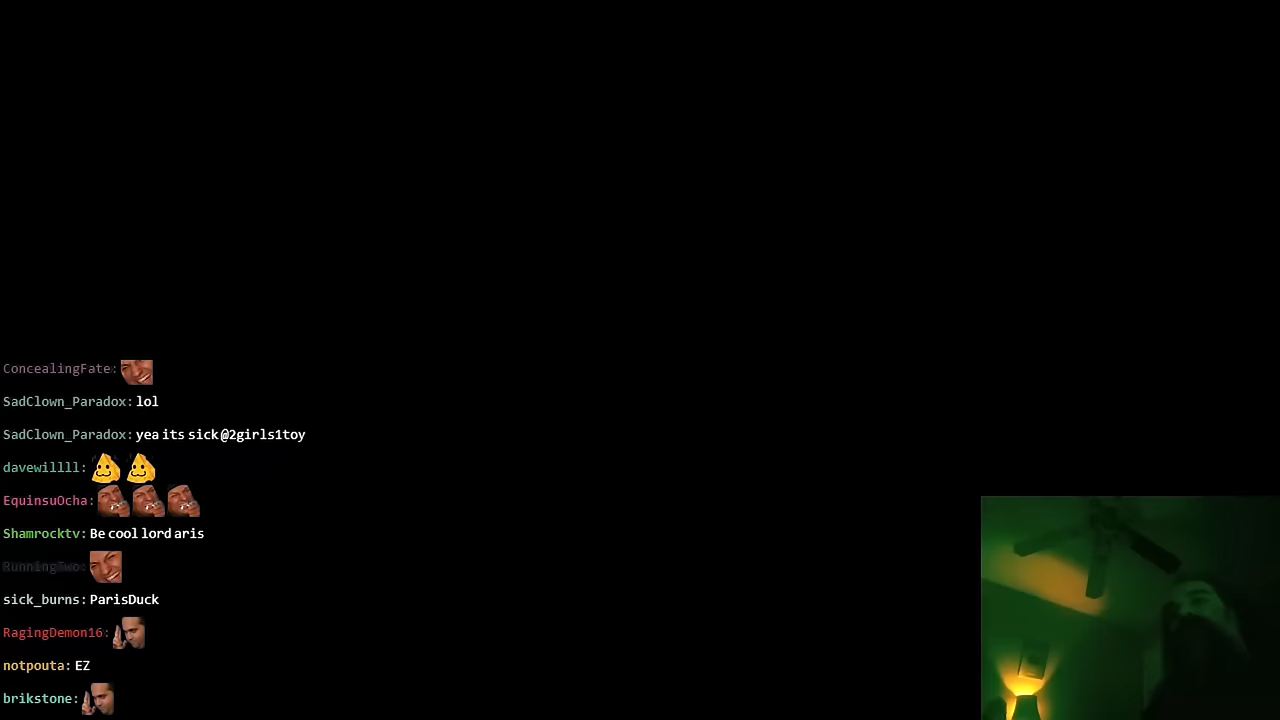 ConcealingFate:
SadClown_Paradox: lol
SadClown_Paradox: yea its sick @2girls1toy
davewillll:
EquinsuOcha:
Shamrocktv: Be cool lord aris
RunningTwo:
sick_burns: ParisDuck
RagingDemon16:
notpouta: EZ
brikstone: